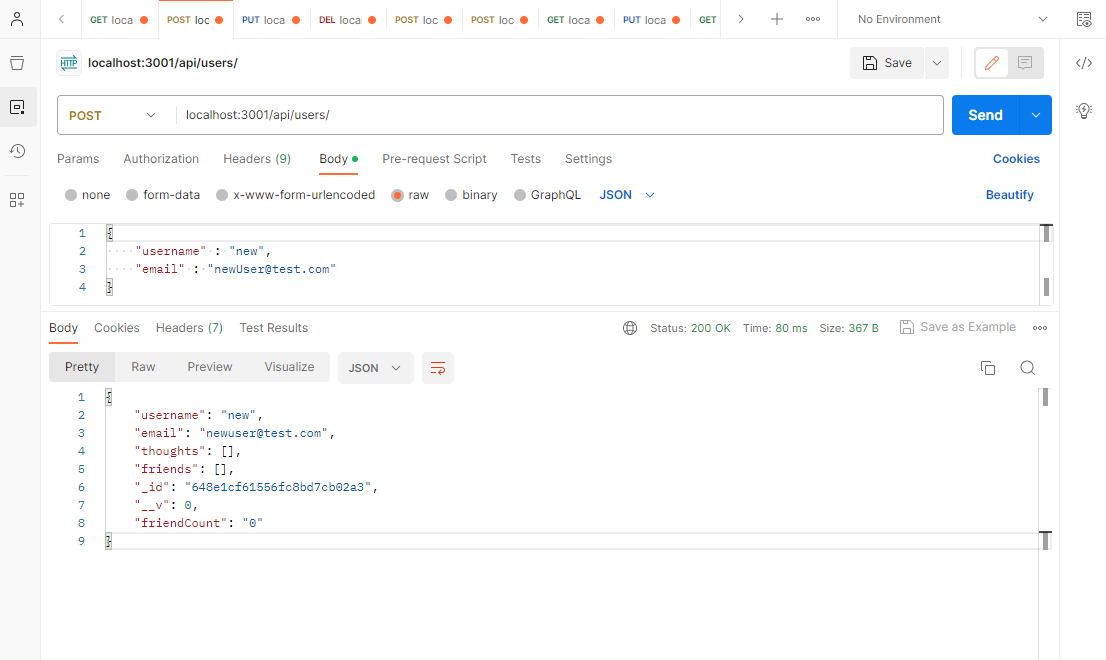 GET loca POST loc PUT loca DEL local POST loc POST loc GET loca PUT loca GET No Environment
HTTP localhost:3001/api/users/ Save
POST localhost:3001/api/users/ Send
Params Authorization Headers (9) Body Pre-request Script Tests Settings Cookies
none form-data x-www-form-urlencoded raw binary GraphQL JSON Beautify
1 {
2 "username" : "new",
3 "email" : "newUser@test.com"
4 }
Body Cookies Headers (7) Test Results Status: 200 OK Time: 80 ms Size: 367 B Save as Example
Pretty Raw Preview Visualize JSON
1 {
2 "username": "new",
3 "email": "newuser@test.com",
4 "thoughts": [],
5 "friends": [],
6 "_id": "648e1cf61556fc8bd7cb02a3",
7 "__v": 0,
8 "friendCount": "0"
9 }